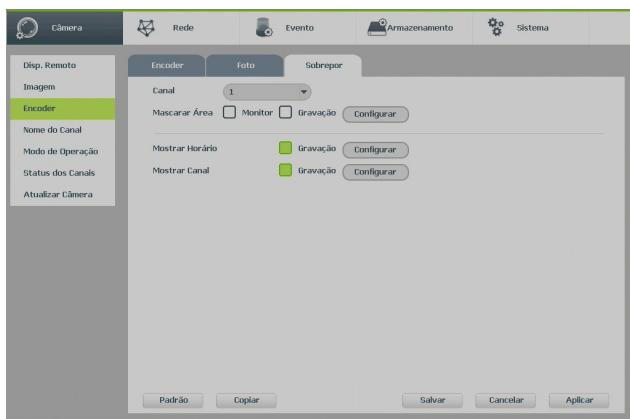 Câmera Rede Evento Armazenamento Sistema
Disp. Remoto
Imagem
Encoder
Nome do Canal
Modo de Operação
Status dos Canais
Atualizar Câmera
Encoder Foto Sobrepor
Canal 1
Mascarar Área Monitor Gravação Configurar
Mostrar Horário Gravação Configurar
Mostrar Canal Gravação Configurar
Padrão Copiar Salvar Cancelar Aplicar